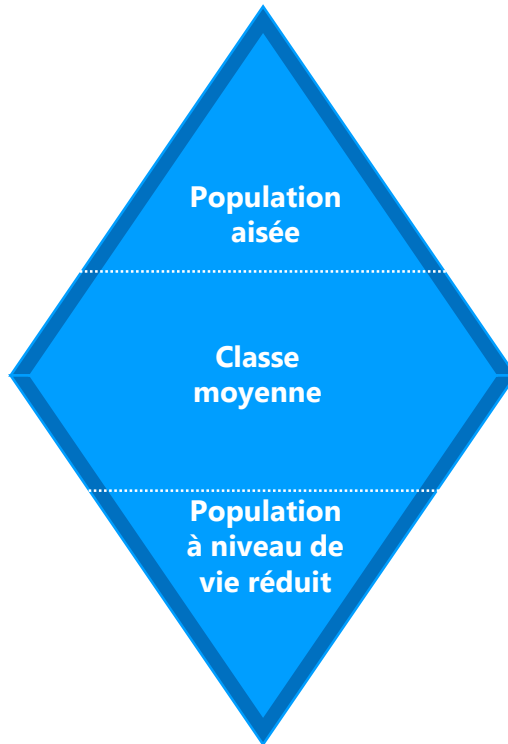 Population
aisée
Classe
moyenne
Population
à niveau de
vie réduit